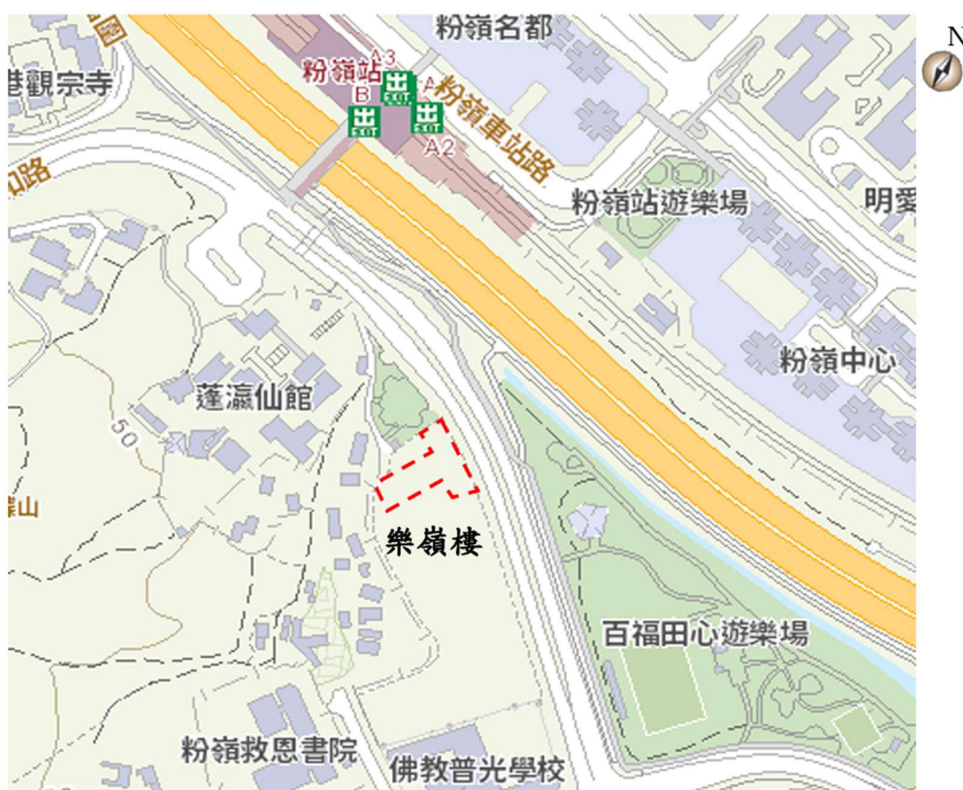 粉嶺名都
N
港觀宗寺
粉嶺站
A3
B
出
EXIT
出
EXIT
出
EXIT
A
A2
粉嶺車站路
和路
粉嶺站遊樂場
明愛
粉嶺中心
蓬瀛仙館
50
山
樂嶺樓
百福田心遊樂場
粉嶺救恩書院
佛教普光學校